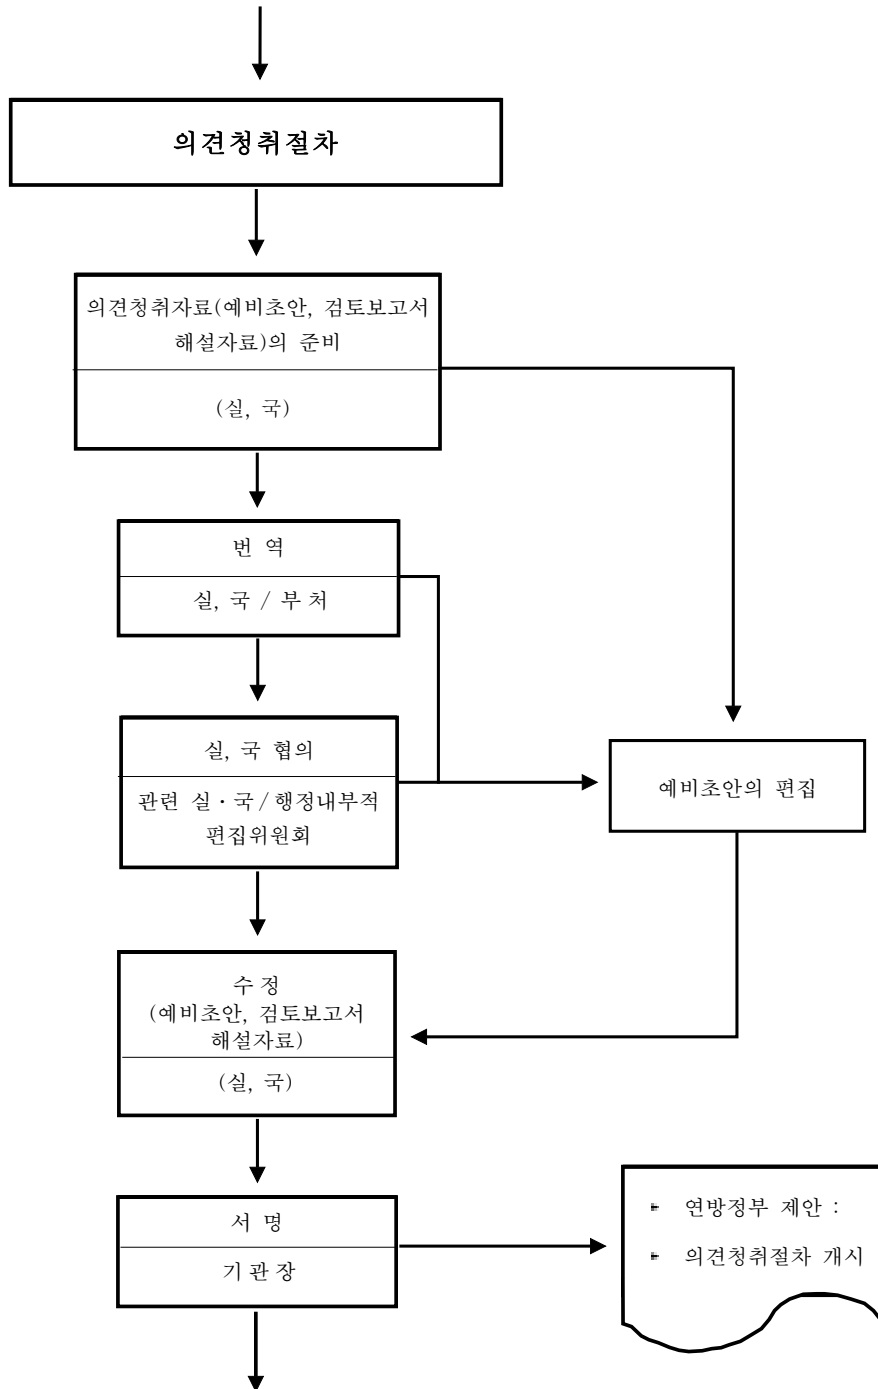 의견청취절차
의견청취자료(예비초안, 검토보고서
해설자료)의 준비
(실, 국)
번 역
실, 국 / 부 처
실, 국 협의
관련 실·국 / 행정내부적
편집위원회
예비초안의 편집
수 정
(예비초안, 검토보고서
해설자료)
(실, 국)
서 명
기 관 장
연방정부 제안 :
의견청취절차 개시